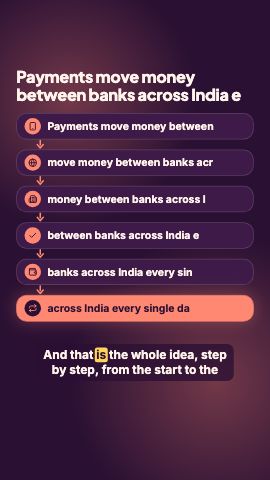 Payments move money
between banks across India e
Payments move money between
move money between banks acr
money between banks across I
between banks across India e
banks across India every sin
across India every single da
And that is the whole idea, step
by step, from the start to the